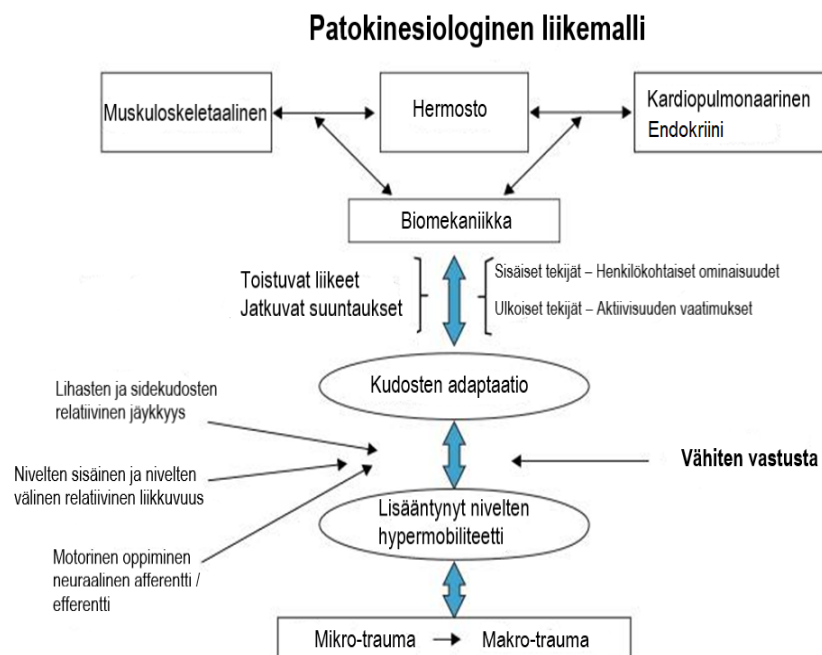 Patokinesiologinen liikemalli
Muskuloskeletaalinen
Hermosto
Kardiopulmonaarinen
Endokriini
Biomekaniikka
Toistuvat liikeet
Jatkuvat suuntaukset
Sisäiset tekijät – Henkilökohtaiset ominaisuudet
Ulkoiset tekijät – Aktiivisuuden vaatimukset
Kudosten adaptaatio
Lihasten ja sidekudosten
relatiivinen jäykkyys
Nivelten sisäinen ja nivelten
välinen relatiivinen liikkuvuus
Motorinen oppiminen
neuraalinen afferentti /
efferentti
Vähiten vastusta
Lisääntynyt nivelten
hypermobiliteetti
Mikro-trauma → Makro-trauma